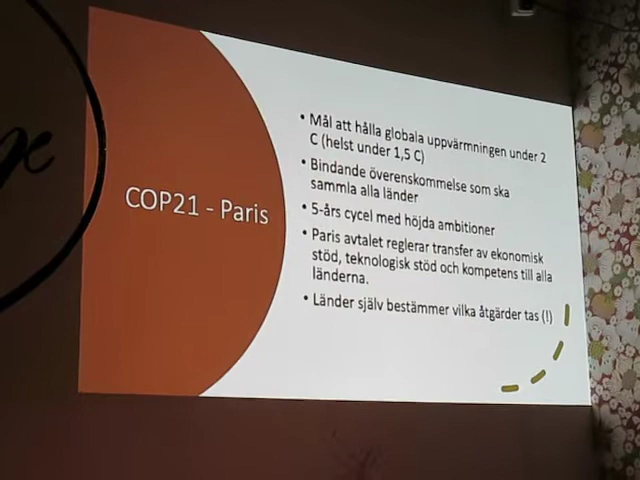 COP21 - Paris
• Mål att hålla globala uppvärmningen under 2
C (helst under 1,5 C)
• Bindande överenskommelse som ska
sammla alla länder
• 5-års cycel med höjda ambitioner
• Paris avtalet reglerar transfer av ekonomisk
stöd, teknologisk stöd och kompetens till alla
länderna.
• Länder själv bestämmer vilka åtgärder tas (!)